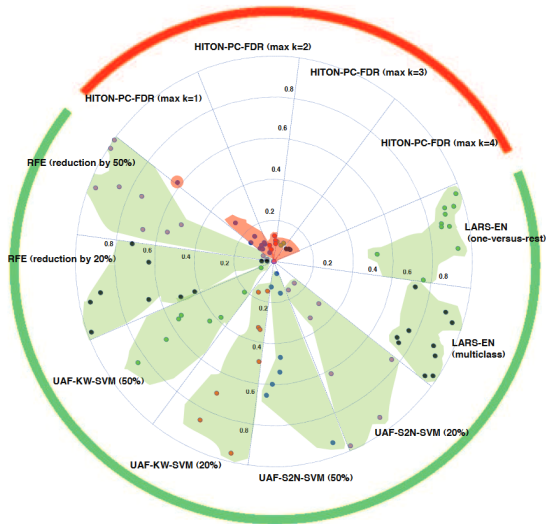 HITON-PC-FDR (max k=2)
HITON-PC-FDR (max k=3)
0.8
HITON-PC-FDR (max k=1)
0.6
HITON-PC-FDR (max k=4)
RFE (reduction by 50%)
0.4
0.2
LARS-EN
(one-versus-rest)
0.8
0.6
0.4
0.2
RFE (reduction by 20%)
0.2
0.4
0.6
0.8
0.2
LARS-EN
(multiclass)
0.4
UAF-KW-SVM (50%)
0.6
0.8
UAF-S2N-SVM (20%)
UAF-KW-SVM (20%)
UAF-S2N-SVM (50%)